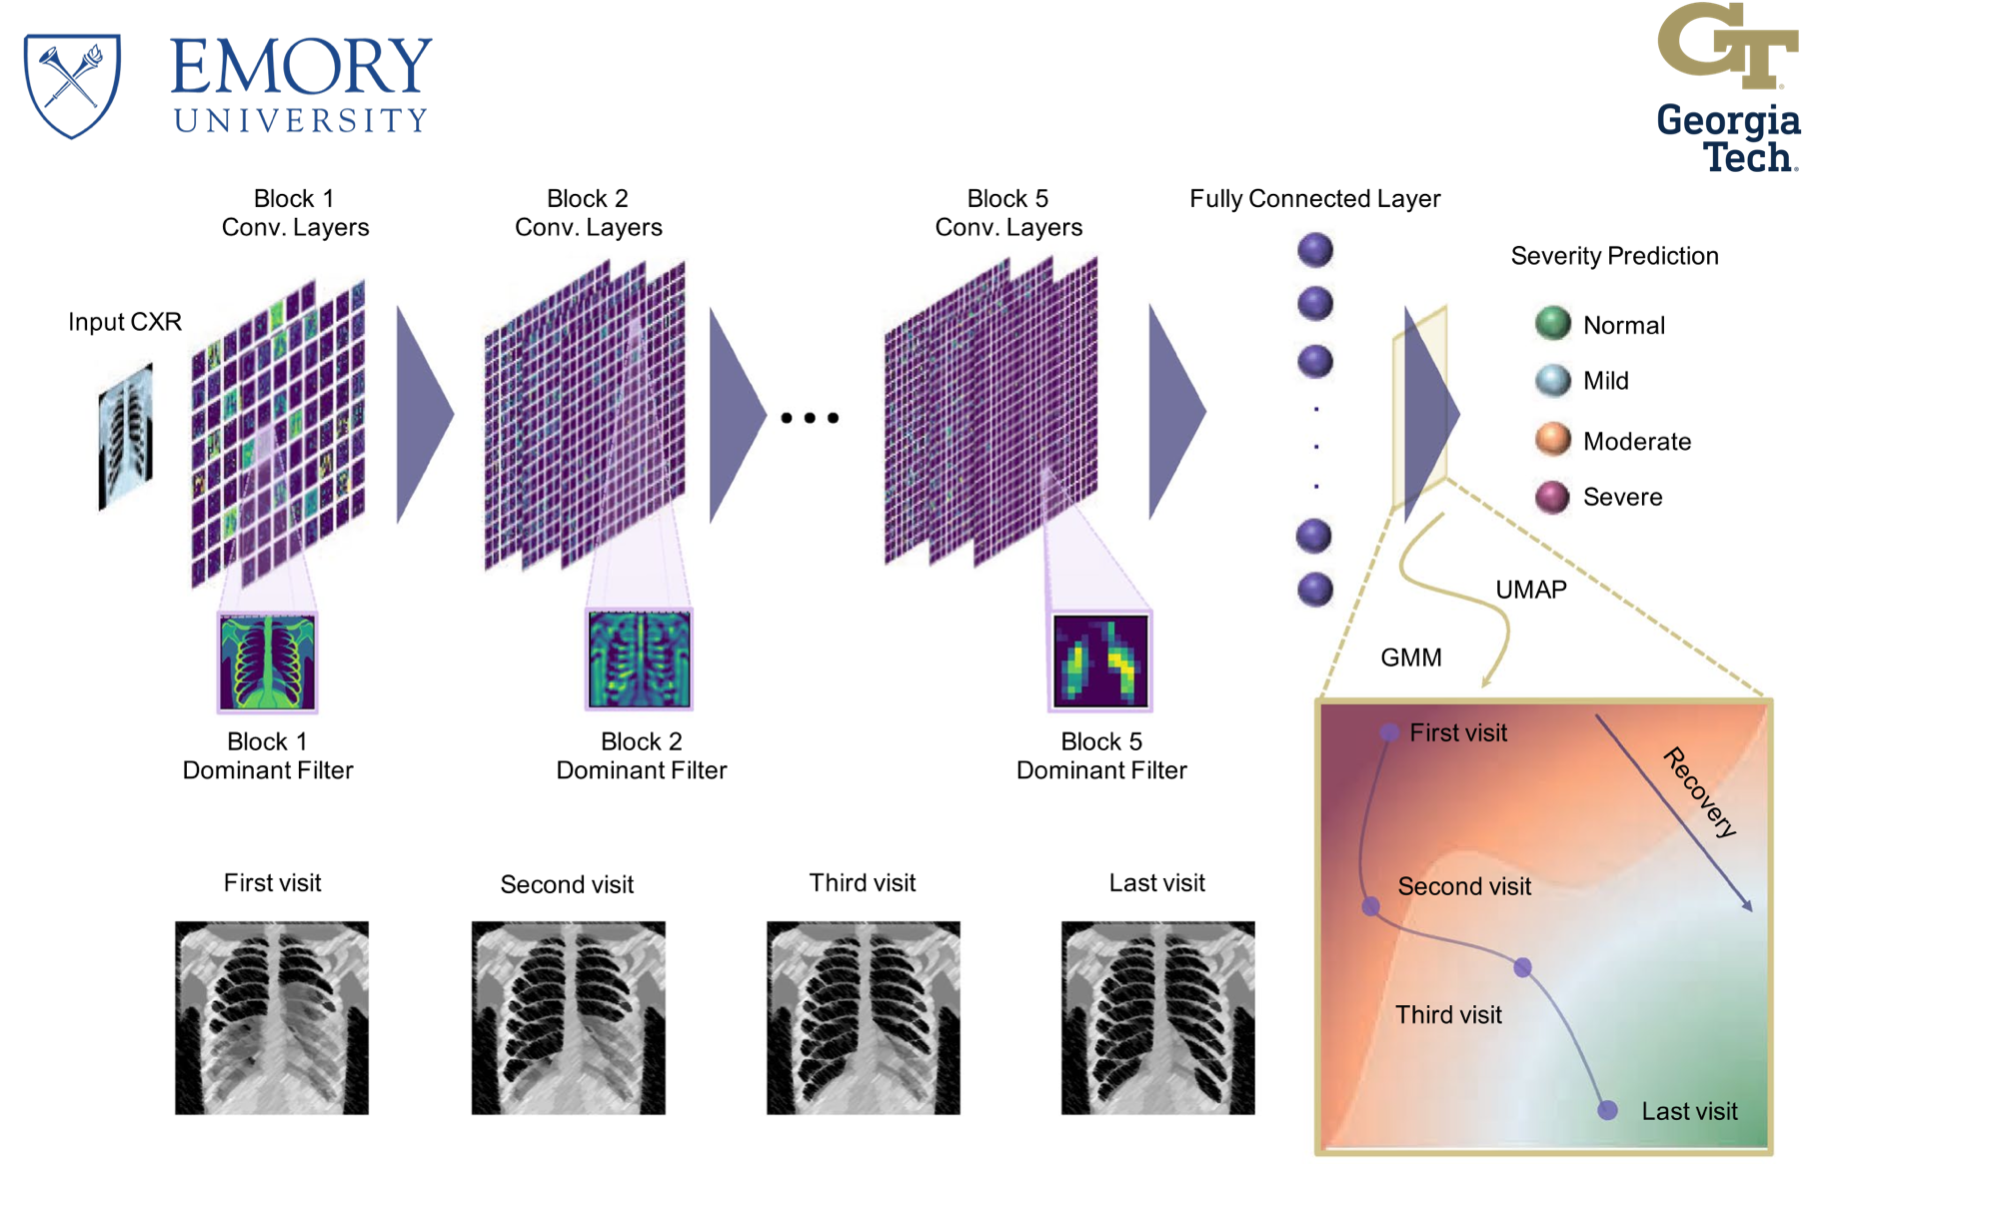 EMORY
UNIVERSITY
GT
Georgia
Tech.
Block 1
Conv. Layers
Block 2
Conv. Layers
Block 5
Conv. Layers
Fully Connected Layer
Severity Prediction
Input CXR
Normal
Mild
Moderate
Severe
UMAP
GMM
Block 1
Dominant Filter
Block 2
Dominant Filter
Block 5
Dominant Filter
First visit
Recovery
Second visit
Third visit
Last visit
First visit
Second visit
Third visit
Last visit